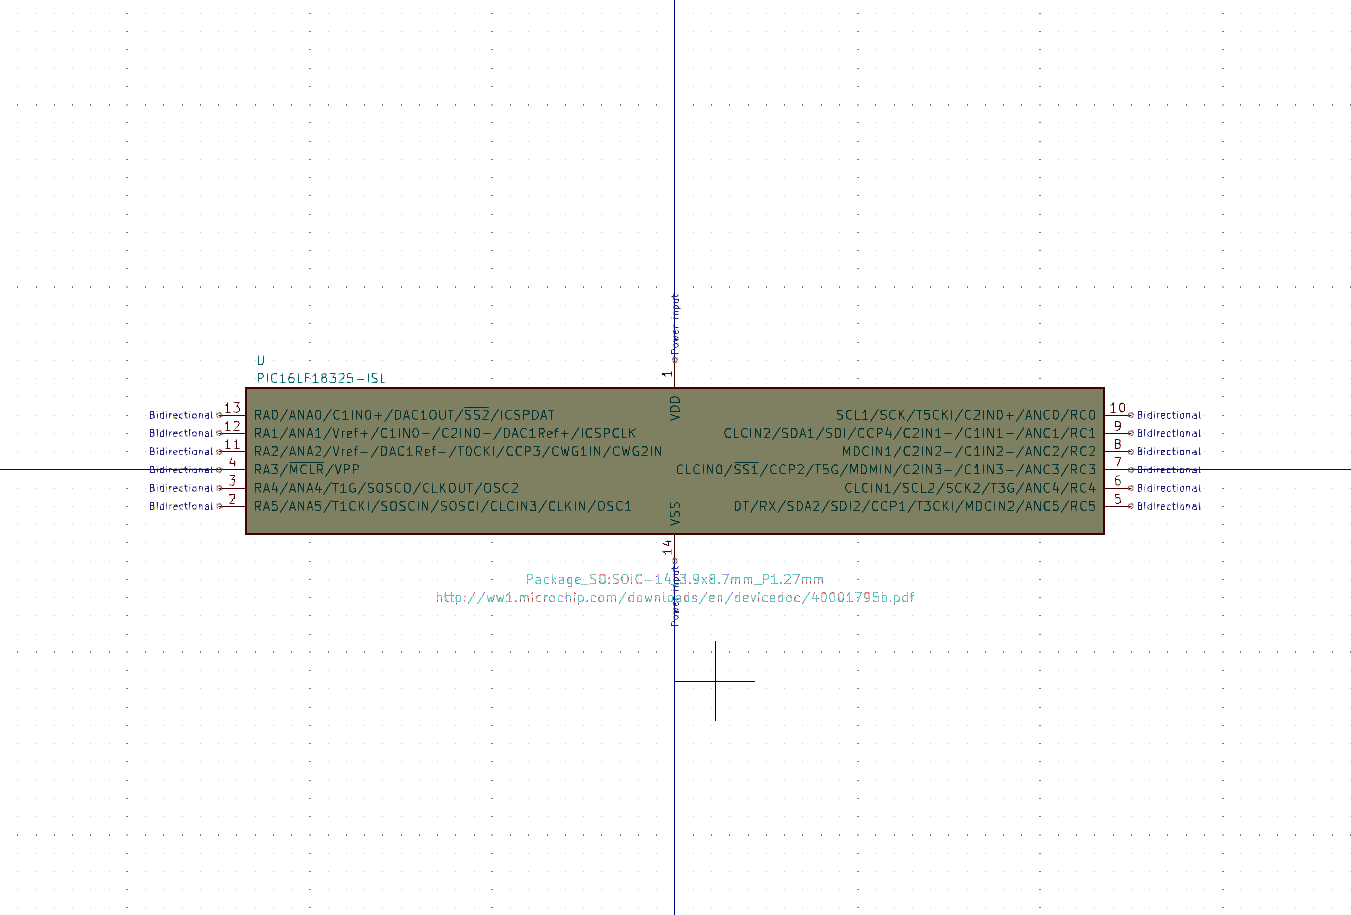 Power input
1
U
PIC16LF18325-ISL
VDD
Bidirectional 13 RA0/ANA0/C1IN0+/DAC1OUT/SS2/ICSPDAT
Bidirectional 12 RA1/ANA1/Vref+/C1IN0-/C2IN0-/DAC1Ref+/ICSPCLK
Bidirectional 11 RA2/ANA2/Vref-/DAC1Ref-/T0CKI/CCP3/CWG1IN/CWG2IN
Bidirectional 4 RA3/MCLR/VPP
Bidirectional 3 RA4/ANA4/T1G/SOSCO/CLKOUT/OSC2
Bidirectional 2 RA5/ANA5/T1CKI/SOSCIN/SOSCI/CLCIN3/CLKIN/OSC1
SCL1/SCK/T5CKI/C2IN0+/ANC0/RC0 10 Bidirectional
CLCIN2/SDA1/SDI/CCP4/C2IN1-/C1IN1-/ANC1/RC1 9 Bidirectional
MDCIN1/C2IN2-/C1IN2-/ANC2/RC2 8 Bidirectional
CLCIN0/SS1/CCP2/T5G/MDMIN/C2IN3-/C1IN3-/ANC3/RC3 7 Bidirectional
CLCIN1/SCL2/SCK2/T3G/ANC4/RC4 6 Bidirectional
DT/RX/SDA2/SDI2/CCP1/T3CKI/MDCIN2/ANC5/RC5 5 Bidirectional
VSS
14
Power input
Package_SO:SOIC-14_3.9x8.7mm_P1.27mm
http://ww1.microchip.com/downloads/en/devicedoc/40001795b.pdf